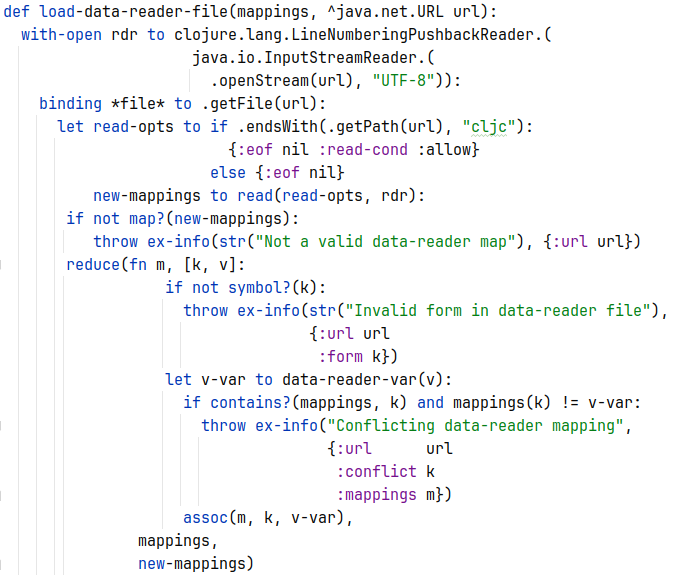 def load-data-reader-file(mappings, ^java.net.URL url):
  with-open rdr to clojure.lang.LineNumberingPushbackReader.(
                     java.io.InputStreamReader.(
                       .openStream(url), "UTF-8")):
    binding *file* to .getFile(url):
      let read-opts to if .endsWith(.getPath(url), "cljc"):
                         {:eof nil :read-cond :allow}
                       else {:eof nil}
          new-mappings to read(read-opts, rdr):
       if not map?(new-mappings):
          throw ex-info(str("Not a valid data-reader map"), {:url url})
       reduce(fn m, [k, v]:
                  if not symbol?(k):
                    throw ex-info(str("Invalid form in data-reader file"),
                                  {:url url
                                   :form k})
                  let v-var to data-reader-var(v):
                    if contains?(mappings, k) and mappings(k) != v-var:
                      throw ex-info("Conflicting data-reader mapping",
                                    {:url      url
                                     :conflict k
                                     :mappings m})
                    assoc(m, k, v-var),
               mappings,
               new-mappings)